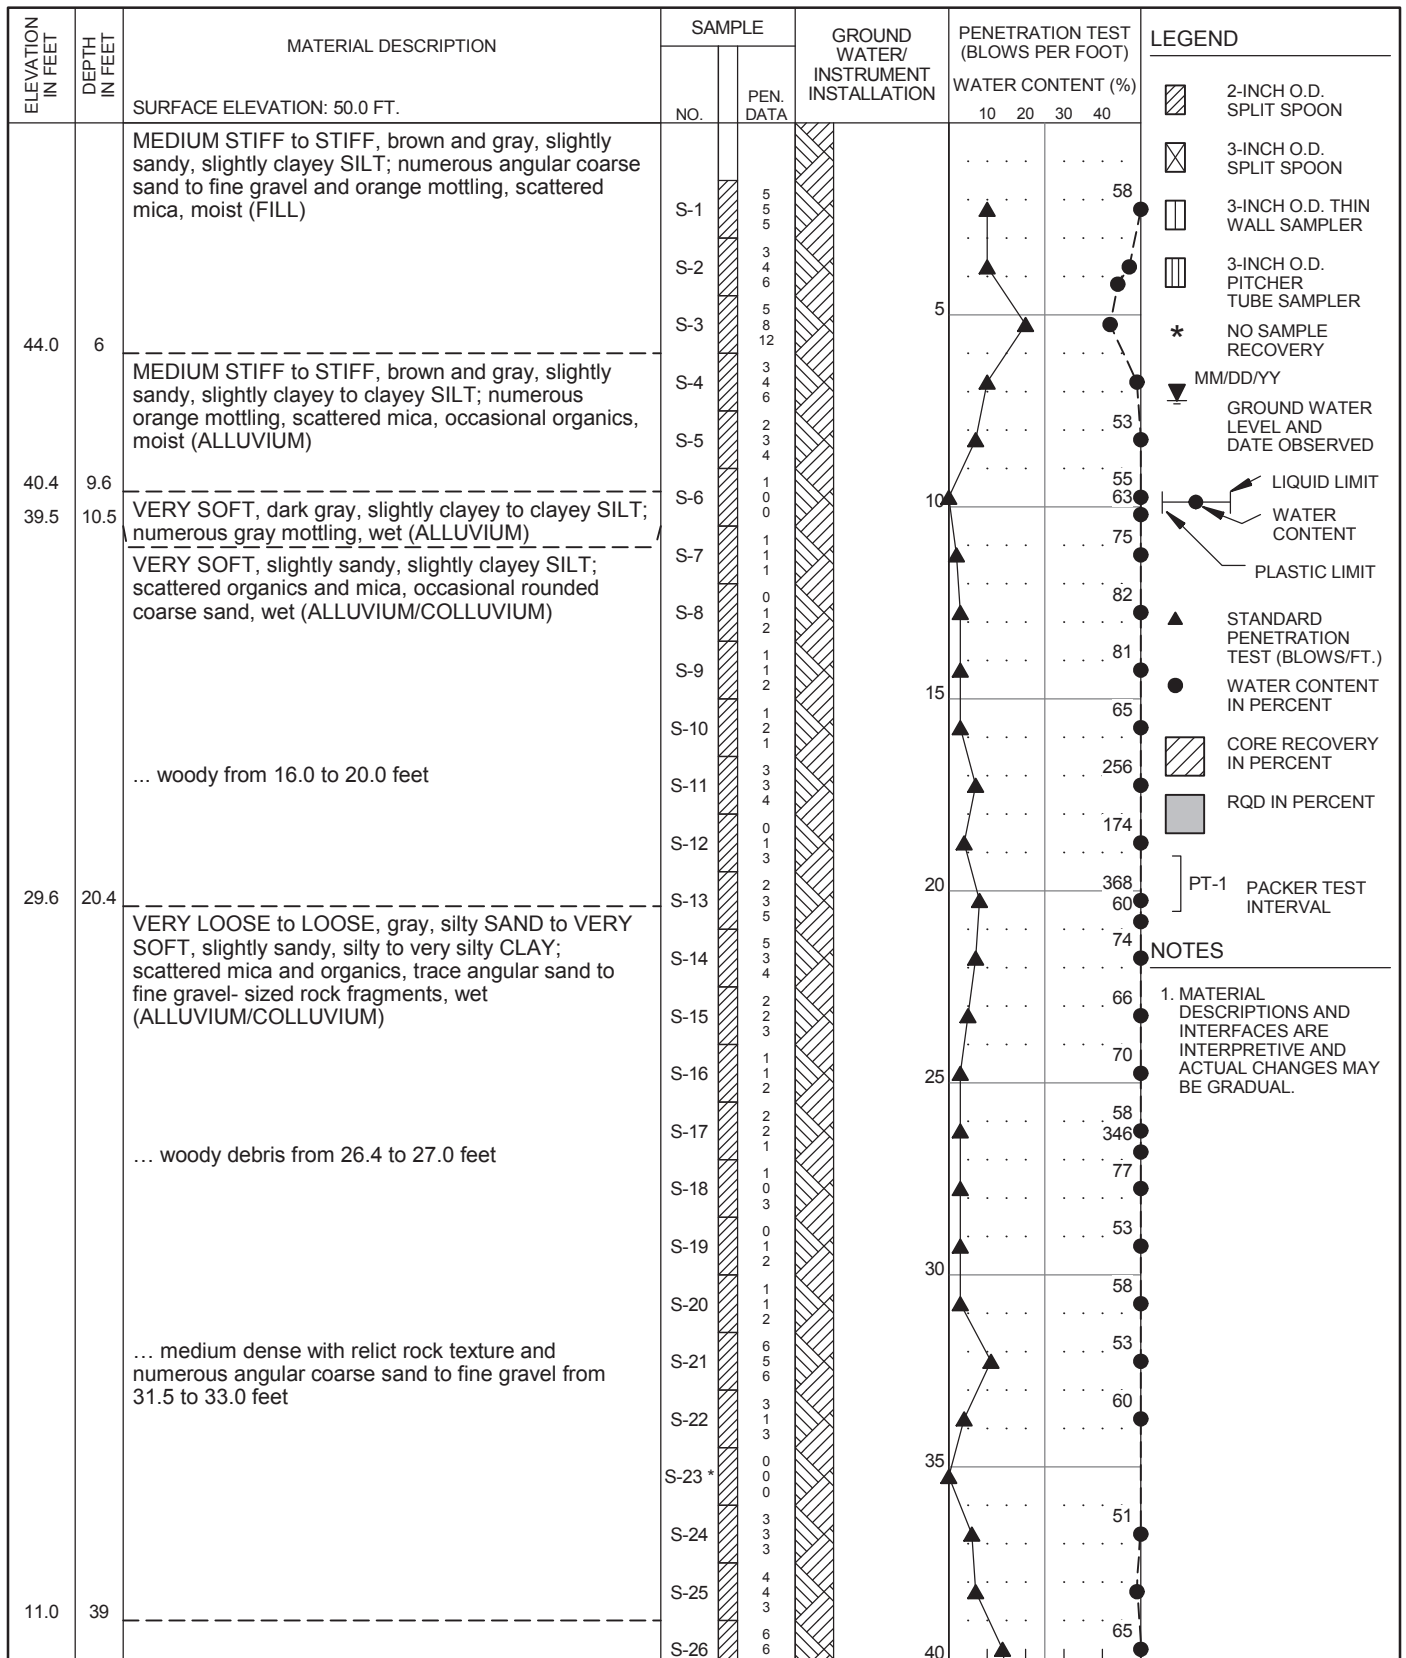 ELEVATION
IN FEET
DEPTH
IN FEET
MATERIAL DESCRIPTION
SURFACE ELEVATION: 50.0 FT.
SAMPLE
NO.
PEN.
DATA
GROUND
WATER/
INSTRUMENT
INSTALLATION
PENETRATION TEST
(BLOWS PER FOOT)
WATER CONTENT (%)
10 20 30 40
MEDIUM STIFF to STIFF, brown and gray, slightly
sandy, slightly clayey SILT; numerous angular coarse
sand to fine gravel and orange mottling, scattered
mica, moist (FILL)
44.0 6
MEDIUM STIFF to STIFF, brown and gray, slightly
sandy, slightly clayey to clayey SILT; numerous
orange mottling, scattered mica, occasional organics,
moist (ALLUVIUM)
40.4 9.6
VERY SOFT, dark gray, slightly clayey to clayey SILT;
39.5 10.5
numerous gray mottling, wet (ALLUVIUM)
VERY SOFT, slightly sandy, slightly clayey SILT;
scattered organics and mica, occasional rounded
coarse sand, wet (ALLUVIUM/COLLUVIUM)
... woody from 16.0 to 20.0 feet
29.6 20.4
VERY LOOSE to LOOSE, gray, silty SAND to VERY
SOFT, slightly sandy, silty to very silty CLAY;
scattered mica and organics, trace angular sand to
fine gravel- sized rock fragments, wet
(ALLUVIUM/COLLUVIUM)
... woody debris from 26.4 to 27.0 feet
... medium dense with relict rock texture and
numerous angular coarse sand to fine gravel from
31.5 to 33.0 feet
11.0 39
S-1
5
5
5
S-2
3
4
6
S-3
5
8
12
S-4
3
4
6
S-5
2
3
4
S-6
1
0
0
S-7
1
1
1
S-8
0
1
2
S-9
1
1
2
S-10
1
2
1
S-11
3
3
4
S-12
0
1
3
S-13
2
3
5
S-14
5
3
4
S-15
2
2
3
S-16
1
1
2
S-17
2
2
1
S-18
1
0
3
S-19
0
1
2
S-20
1
1
2
S-21
6
5
6
S-22
3
1
3
S-23 *
0
0
0
S-24
3
3
3
S-25
4
4
3
S-26
6
6
5
10
15
20
25
30
35
40
58
53
55
63
75
82
81
65
256
174
368
60
74
66
70
58
346
77
53
58
53
60
51
65
LEGEND
2-INCH O.D.
SPLIT SPOON
3-INCH O.D.
SPLIT SPOON
3-INCH O.D. THIN
WALL SAMPLER
3-INCH O.D.
PITCHER
TUBE SAMPLER
* NO SAMPLE
RECOVERY
MM/DD/YY
GROUND WATER
LEVEL AND
DATE OBSERVED
LIQUID LIMIT
WATER
CONTENT
PLASTIC LIMIT
STANDARD
PENETRATION
TEST (BLOWS/FT.)
WATER CONTENT
IN PERCENT
CORE RECOVERY
IN PERCENT
RQD IN PERCENT
PT-1 PACKER TEST
INTERVAL
NOTES
1. MATERIAL
DESCRIPTIONS AND
INTERFACES ARE
INTERPRETIVE AND
ACTUAL CHANGES MAY
BE GRADUAL.